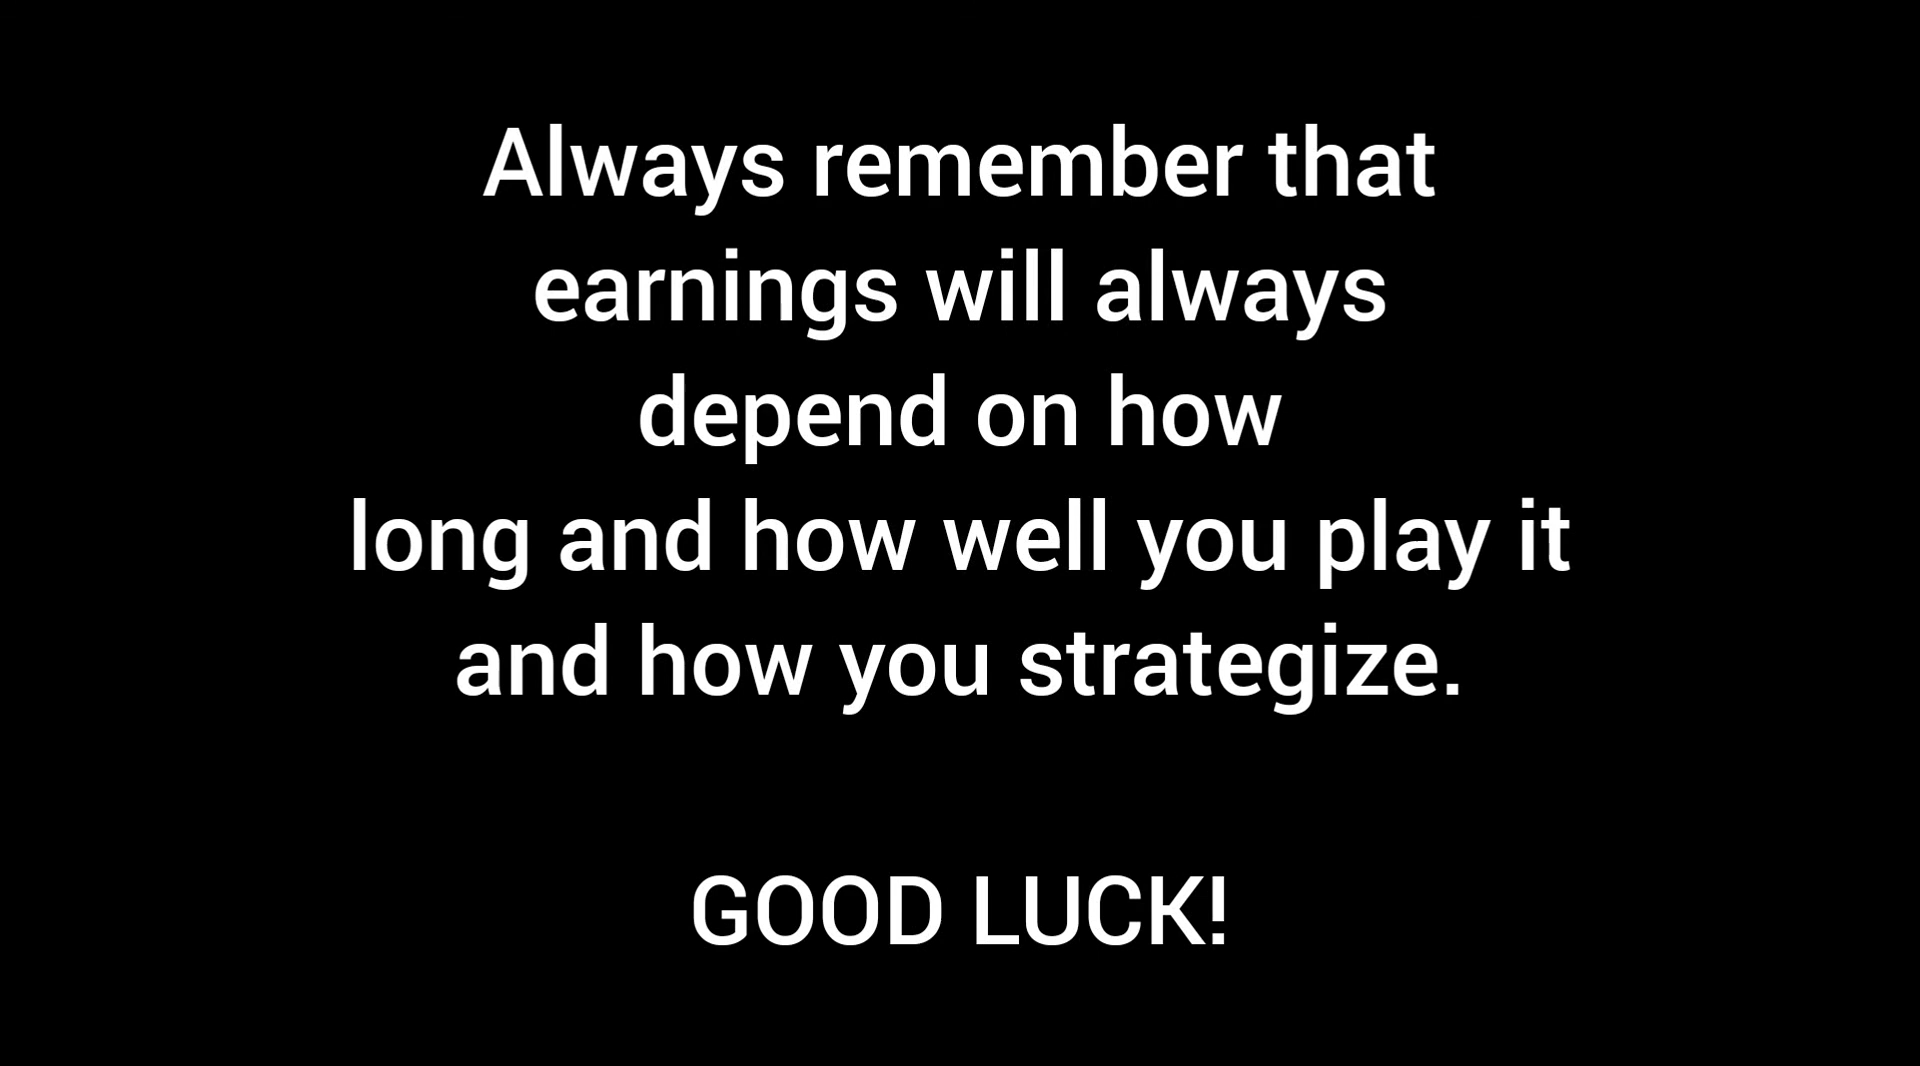 Always remember that
earnings will always
depend on how
long and how well you play it
and how you strategize.
GOOD LUCK!